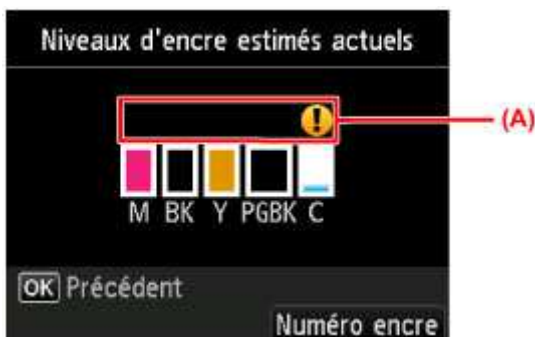 Niveaux d'encre estimés actuels
(A)
M BK Y PGBK C
OK Précédent
Numéro encre